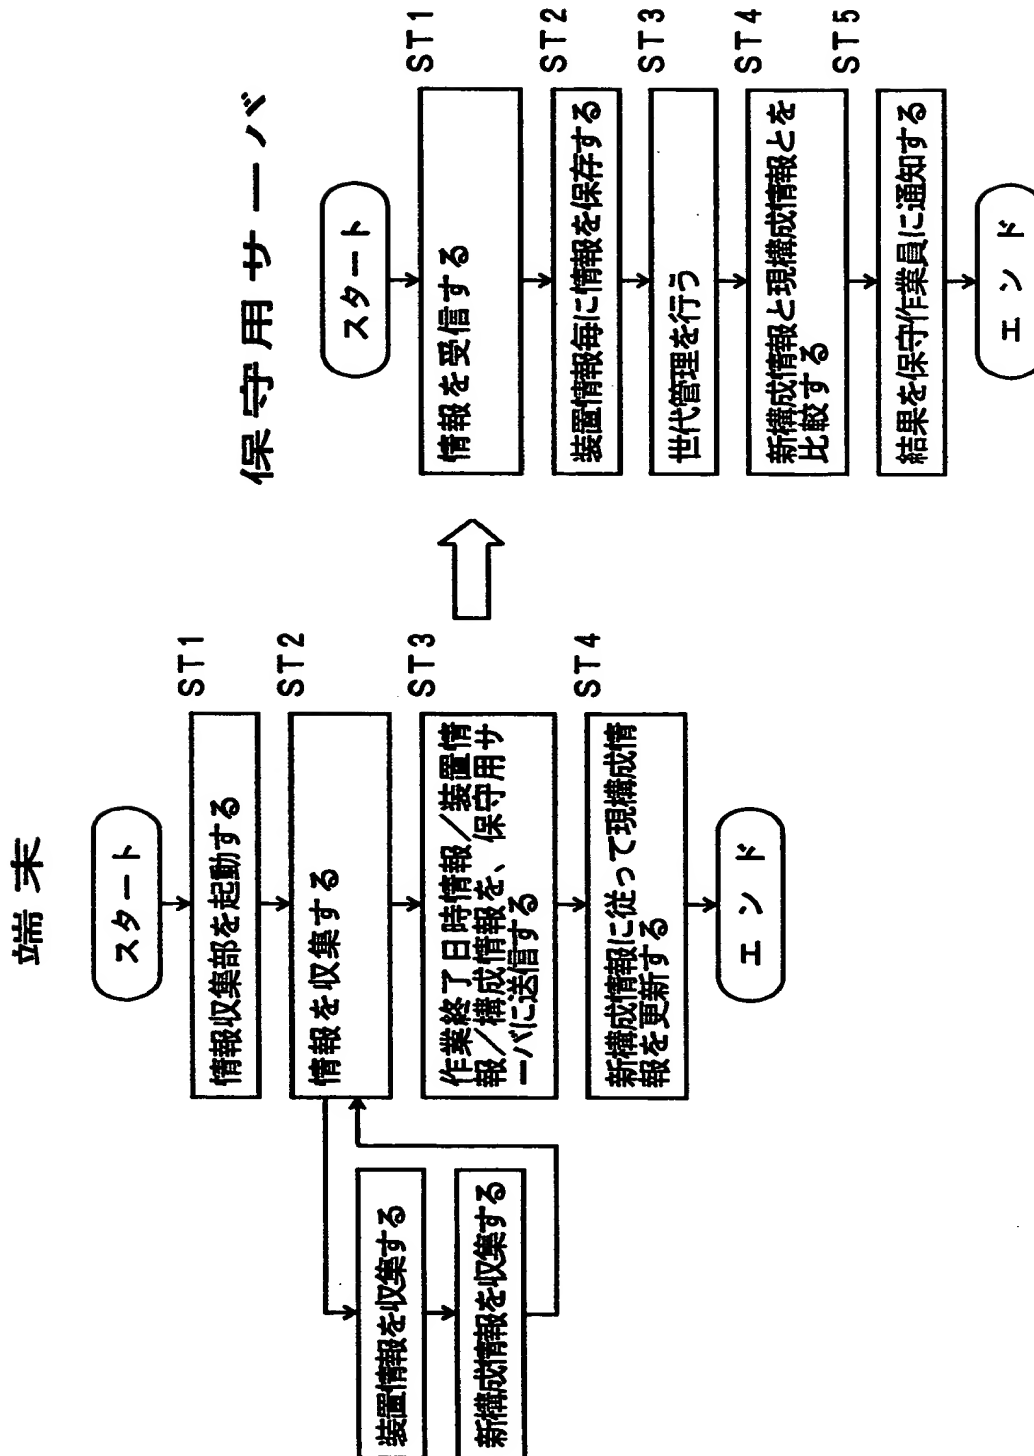 端末
スタート
情報収集部を起動する
ST1
情報を収集する
ST2
装置情報を収集する
新構成情報を収集する
作業終了日時情報／装置情
報／構成情報を、保守用サ
ーバに送信する
ST3
新構成情報に従って現構成情
報を更新する
ST4
エンド
保守用サーバ
スタート
情報を受信する
ST1
装置情報毎に情報を保存する
ST2
世代管理を行う
ST3
新構成情報と現構成情報とを
比較する
ST4
結果を保守作業員に通知する
ST5
エンド